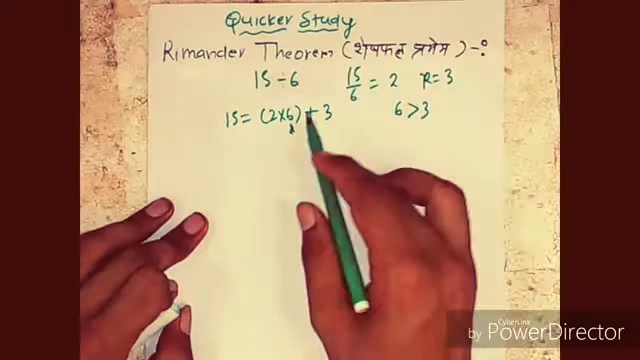 Quicker Study
Rimander Theorem (शेषफल प्रमेय) -:
15 ÷ 6 15/6 = 2 R = 3
15 = (2×6) + 3 6 > 3
CyberLink
by PowerDirector